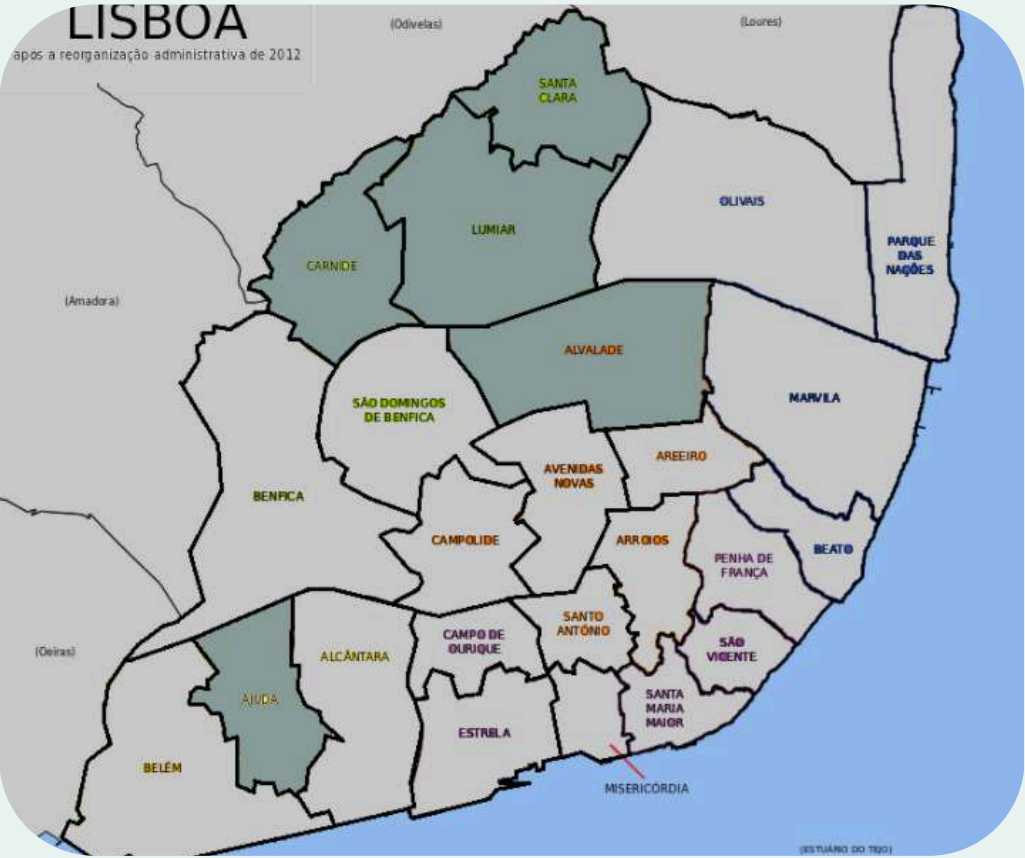 LISBOA
após a reorganização administrativa de 2012
(Odivelas)
(Loures)
SANTA
CLARA
OLIVAIS
LUMIAR
PARQUE
DAS
NAÇÕES
CARNIDE
(Amadora)
ALVALADE
MARVILA
SÃO DOMINGOS
DE BENFICA
AREEIRO
AVENIDAS
NOVAS
BENFICA
CAMPOLIDE
ARROIOS
BEATO
PENHA DE
FRANÇA
SANTO
ANTÓNIO
CAMPO DE
OURIQUE
SÃO
VICENTE
(Oeiras)
ALCÂNTARA
AJUDA
SANTA
MARIA
MAIOR
ESTRELA
BELÉM
MISERICÓRDIA
(ESTUÁRIO DO TEJO)